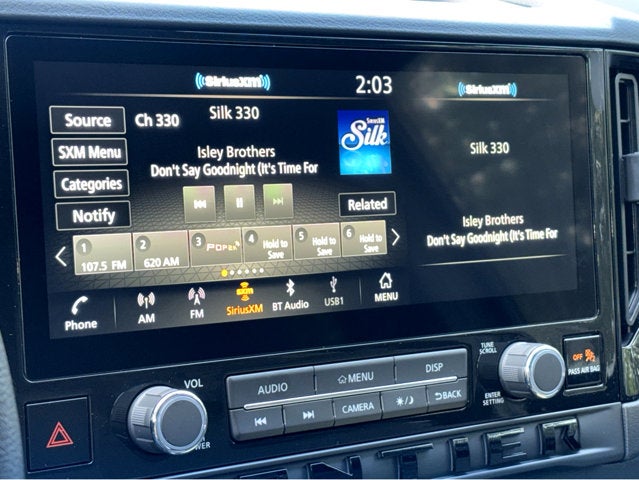 SiriusXM
2:03
SiriusXM
Source
Ch 330
Silk 330
SXM Menu
Isley Brothers
Don't Say Goodnight (It's Time For
SiriusXM
Silk
Silk 330
Categories
Notify
Related
Isley Brothers
Don't Say Goodnight (It's Time For
1
107.5 FM
2
620 AM
3
4
Hold to
Save
5
Hold to
Save
6
Hold to
Save
Phone
AM
FM
SXM
SiriusXM
BT Audio
USB1
MENU
VOL
AUDIO
MENU
DISP
CAMERA
BACK
TUNE
SCROLL
ENTER
SETTING
OFF
PASS AIR BAG
PASS